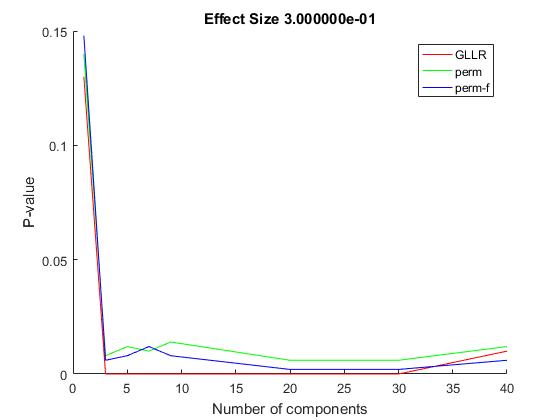 Effect Size 3.000000e-01
0.15
GLLR
perm
perm-f
0.1
P-value
0.05
0
0 5 10 15 20 25 30 35 40
Number of components